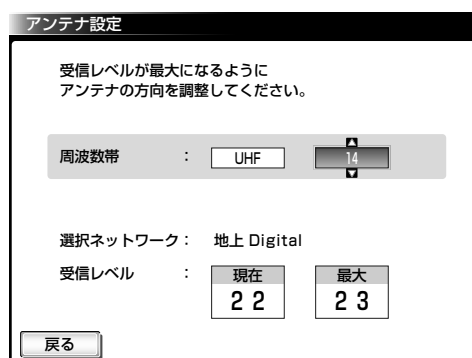 アンテナ設定
受信レベルが最大になるように
アンテナの方向を調整してください。
周波数帯 : UHF 14
選択ネットワーク : 地上 Digital
受信レベル : 現在 最大
22 23
戻る